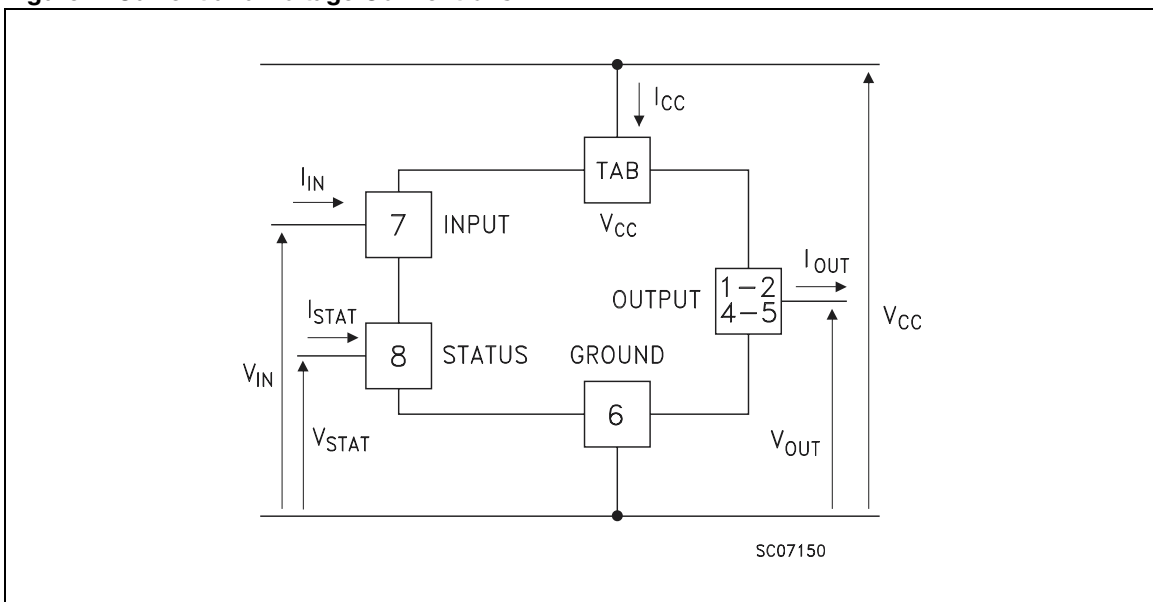 I_CC
TAB
V_CC
I_IN
7 INPUT
I_OUT
OUTPUT 1–2
4–5
V_CC
I_STAT
8 STATUS
GROUND
V_IN
6
V_STAT
V_OUT
SC07150